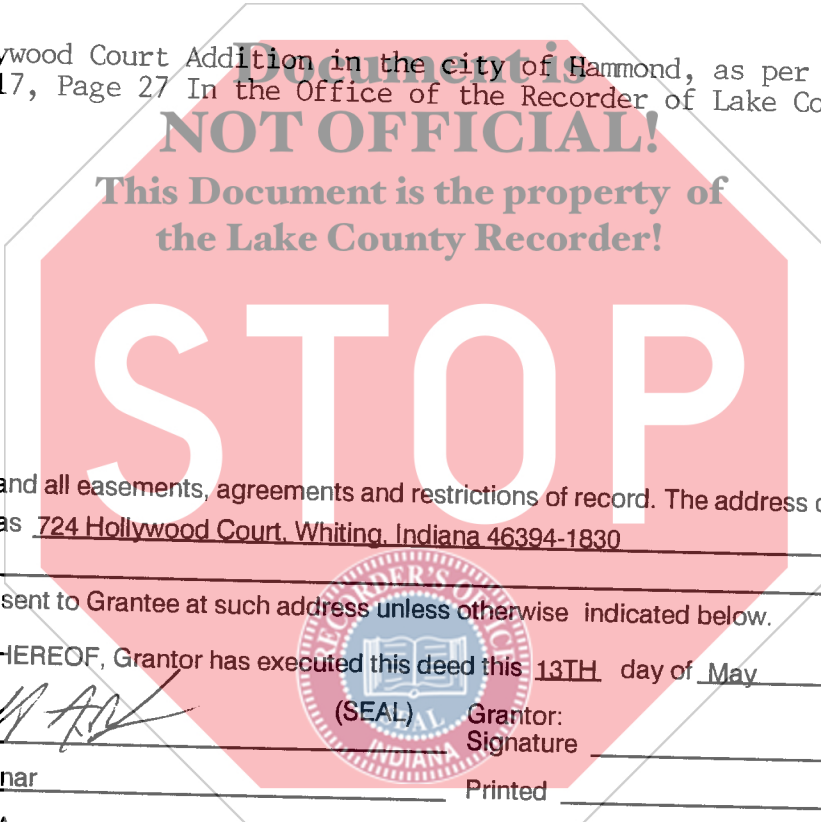 ywood Court Addition in the city of Hammond, as per
17, Page 27 In the Office of the Recorder of Lake Co
Document is
NOT OFFICIAL!
This Document is the property of
the Lake County Recorder!
STOP
and all easements, agreements and restrictions of record. The address o
as 724 Hollywood Court, Whiting, Indiana 46394-1830
sent to Grantee at such address unless otherwise indicated below.
HEREOF, Grantor has executed this deed this 13TH day of May
(SEAL) Grantor:
Signature
nar
Printed
RECORDER'S OFFICE
SEAL
INDIANA